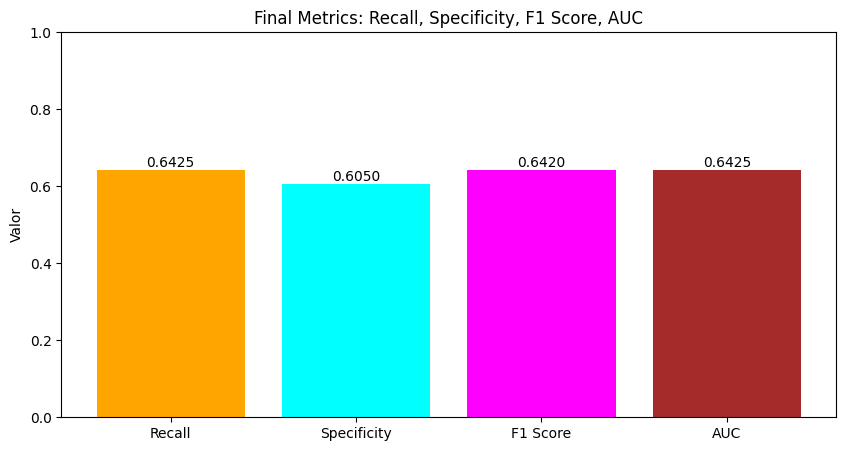 Final Metrics: Recall, Specificity, F1 Score, AUC
1.0
0.8
0.6
0.4
0.2
0.0
Valor
0.6425
0.6050
0.6420
0.6425
Recall
Specificity
F1 Score
AUC